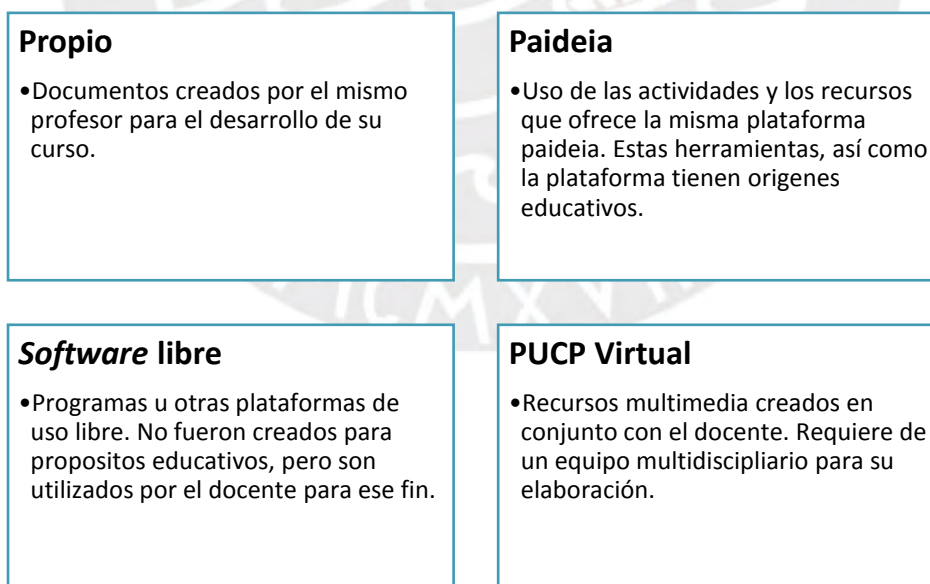 Propio
•Documentos creados por el mismo
profesor para el desarrollo de su
curso.
Paideia
•Uso de las actividades y los recursos
que ofrece la misma plataforma
paideia. Estas herramientas, así como
la plataforma tienen origenes
educativos.
ICMXVII
Software libre
•Programas u otras plataformas de
uso libre. No fueron creados para
propositos educativos, pero son
utilizados por el docente para ese fin.
PUCP Virtual
•Recursos multimedia creados en
conjunto con el docente. Requiere de
un equipo multidiscipliario para su
elaboración.